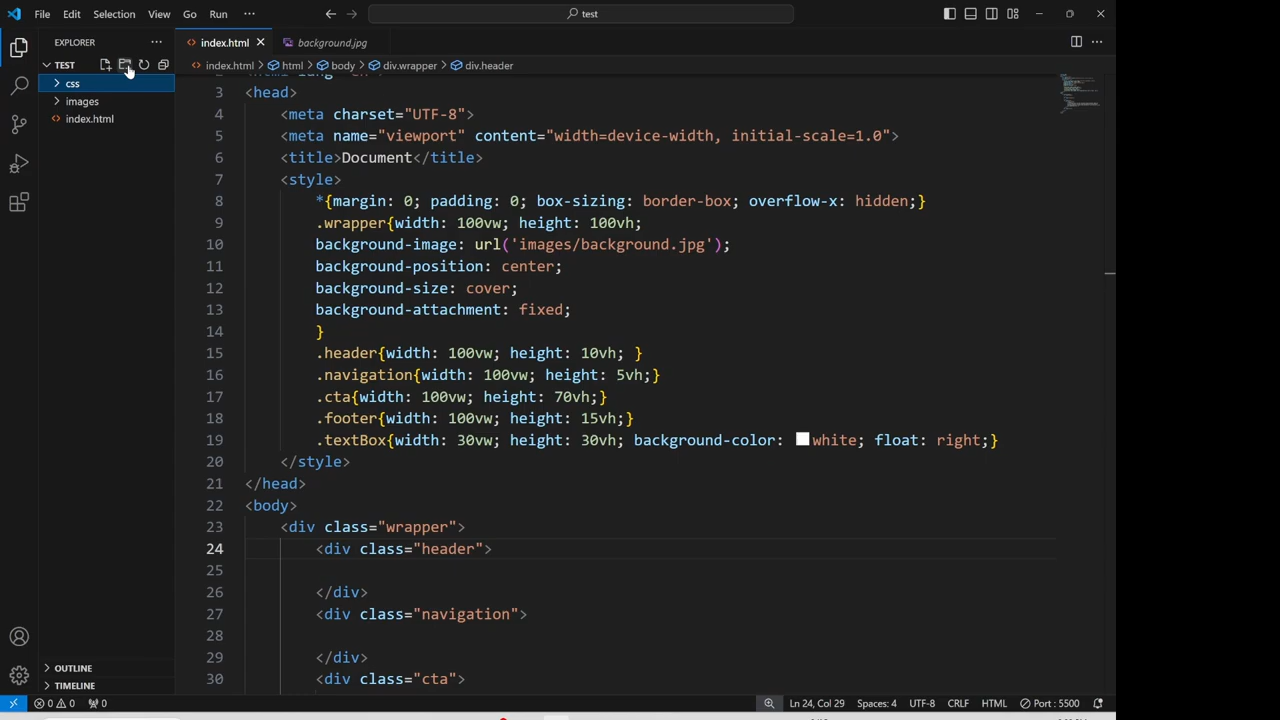 File Edit Selection View Go Run ··· test
EXPLORER ··· index.html background.jpg ···
TEST index.html > html > body > div.wrapper > div.header
css
images
index.html
3 <head>
4 <meta charset="UTF-8">
5 <meta name="viewport" content="width=device-width, initial-scale=1.0">
6 <title>Document</title>
7 <style>
8 *{margin: 0; padding: 0; box-sizing: border-box; overflow-x: hidden;}
9 .wrapper{width: 100vw; height: 100vh;
10 background-image: url('images/background.jpg');
11 background-position: center;
12 background-size: cover;
13 background-attachment: fixed;
14 }
15 .header{width: 100vw; height: 10vh; }
16 .navigation{width: 100vw; height: 5vh;}
17 .cta{width: 100vw; height: 70vh;}
18 .footer{width: 100vw; height: 15vh;}
19 .textBox{width: 30vw; height: 30vh; background-color: white; float: right;}
20 </style>
21 </head>
22 <body>
23 <div class="wrapper">
24 <div class="header">
25
26 </div>
27 <div class="navigation">
28
29 </div>
30 <div class="cta">
OUTLINE
TIMELINE
0 0 0 Ln 24, Col 29 Spaces: 4 UTF-8 CRLF HTML Port : 5500